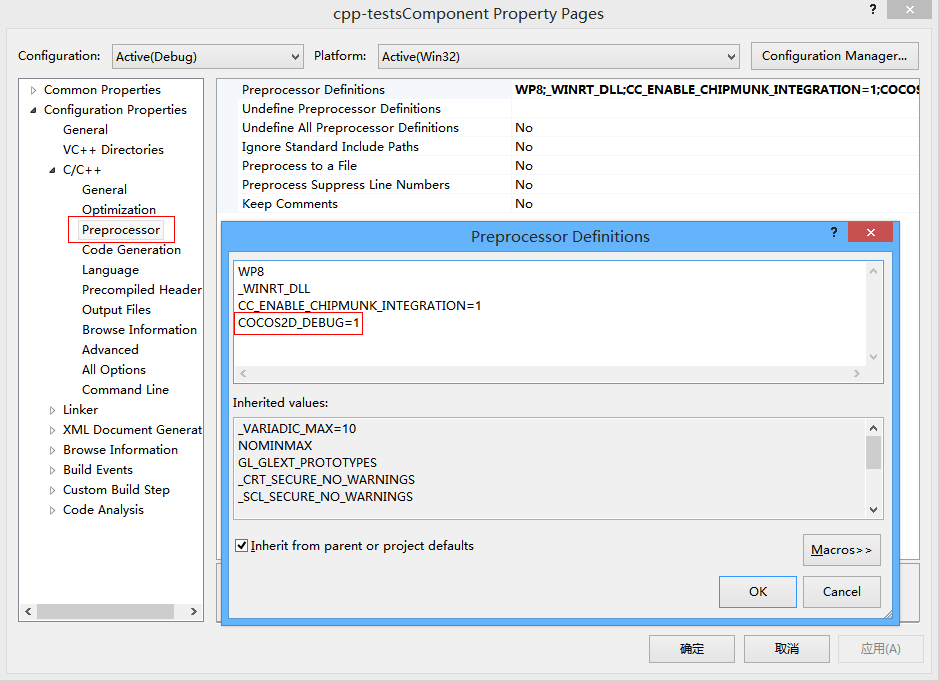 cpp-testsComponent Property Pages
?
Configuration: Active(Debug) Platform: Active(Win32) Configuration Manager...
Common Properties
Configuration Properties
General
VC++ Directories
C/C++
General
Optimization
Preprocessor
Code Generation
Language
Precompiled Header
Output Files
Browse Information
Advanced
All Options
Command Line
Linker
XML Document Generat
Browse Information
Build Events
Custom Build Step
Code Analysis
Preprocessor Definitions WP8;_WINRT_DLL;CC_ENABLE_CHIPMUNK_INTEGRATION=1;COCOS
Undefine Preprocessor Definitions
Undefine All Preprocessor Definitions No
Ignore Standard Include Paths No
Preprocess to a File No
Preprocess Suppress Line Numbers No
Keep Comments No
Preprocessor Definitions
?
WP8
_WINRT_DLL
CC_ENABLE_CHIPMUNK_INTEGRATION=1
COCOS2D_DEBUG=1
Inherited values:
_VARIADIC_MAX=10
NOMINMAX
GL_GLEXT_PROTOTYPES
_CRT_SECURE_NO_WARNINGS
_SCL_SECURE_NO_WARNINGS
Inherit from parent or project defaults
Macros>>
OK Cancel
确定 取消 应用(A)